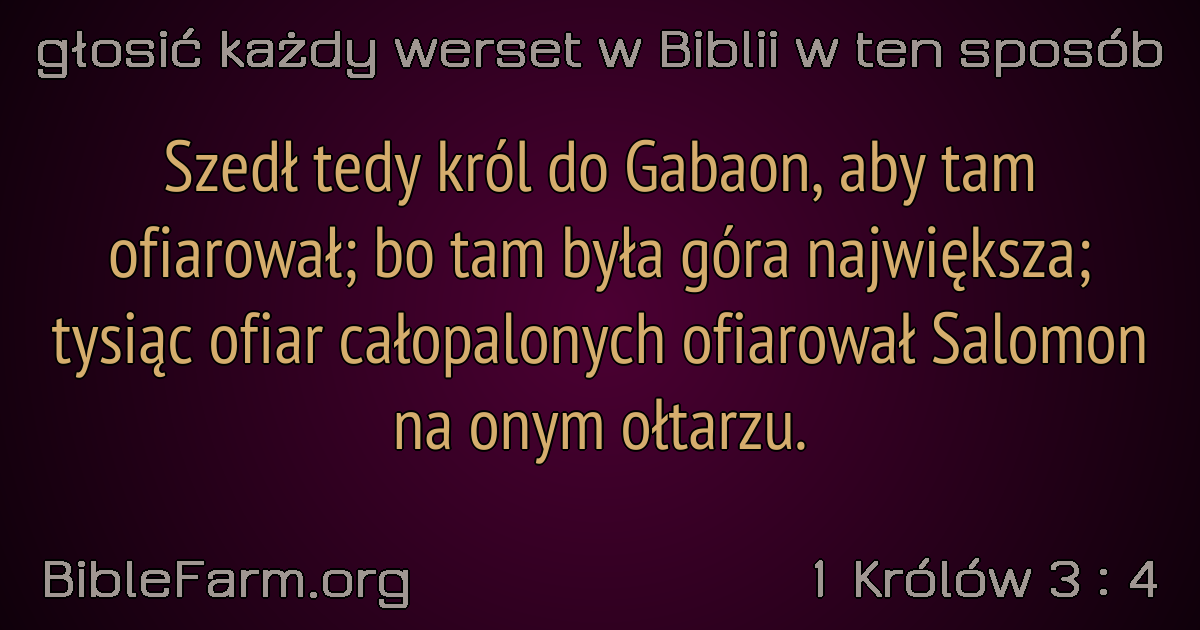 głosić każdy werset w Biblii w ten sposób
Szedł tedy król do Gabaon, aby tam
ofiarował; bo tam była góra największa;
tysiąc ofiar całopalonych ofiarował Salomon
na onym ołtarzu.
BibleFarm.org
1 Królów 3 : 4